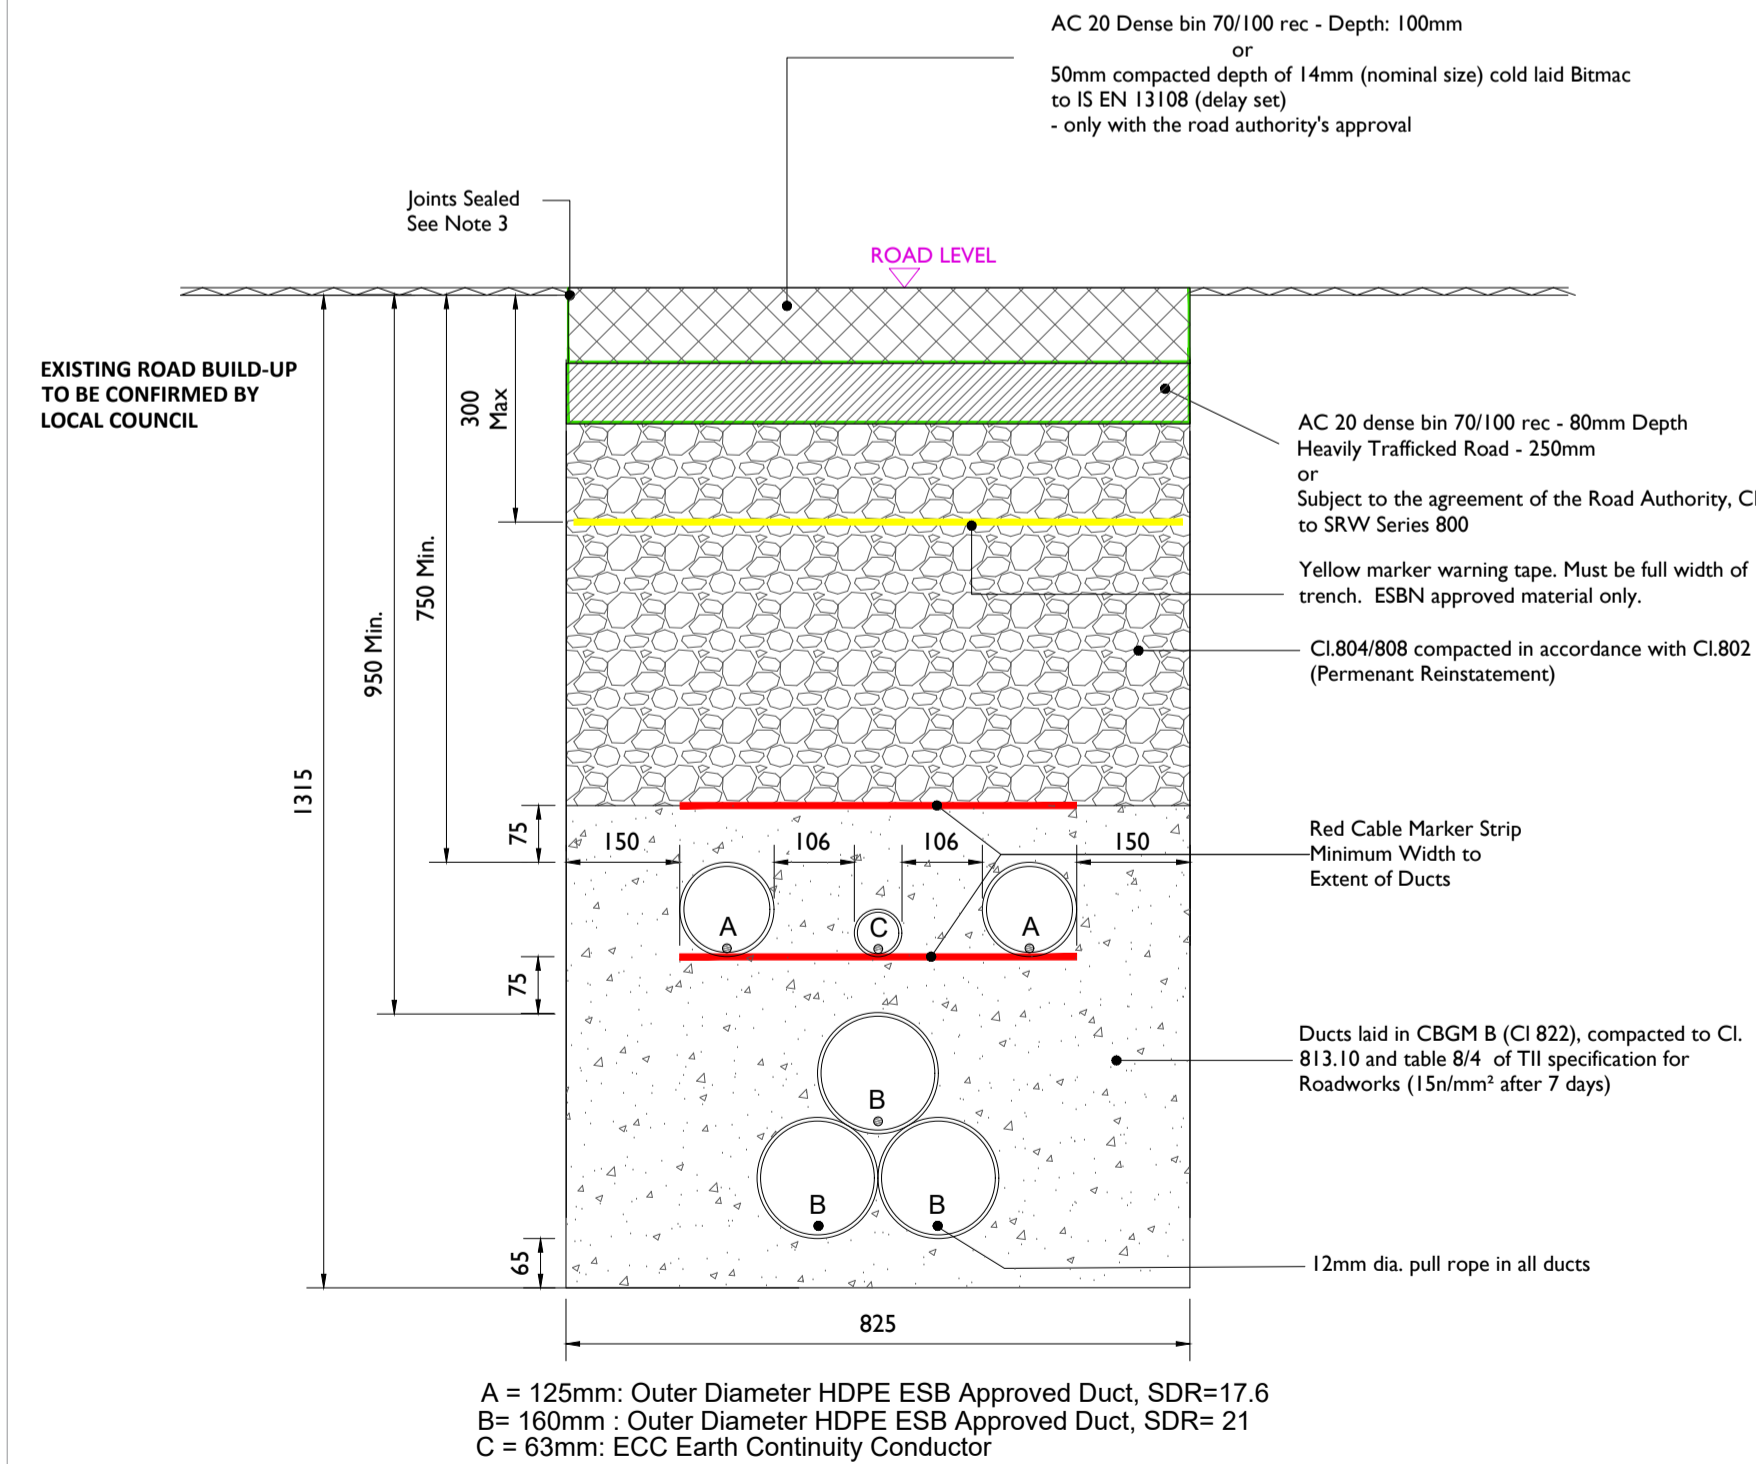 AC 20 Dense bin 70/100 rec - Depth: 100mm
or
50mm compacted depth of 14mm (nominal size) cold laid Bitmac
to IS EN 13108 (delay set)
- only with the road authority's approval
Joints Sealed
See Note 3
ROAD LEVEL
EXISTING ROAD BUILD-UP
TO BE CONFIRMED BY
LOCAL COUNCIL
300
Max
750 Min.
950 Min.
1315
AC 20 dense bin 70/100 rec - 80mm Depth
Heavily Trafficked Road - 250mm
or
Subject to the agreement of the Road Authority, Cl
to SRW Series 800
Yellow marker warning tape. Must be full width of
trench. ESBN approved material only.
Cl.804/808 compacted in accordance with Cl.802
(Permenant Reinstatement)
75
150
106
106
150
Red Cable Marker Strip
Minimum Width to
Extent of Ducts
A
C
A
75
Ducts laid in CBGM B (Cl 822), compacted to Cl.
813.10 and table 8/4 of TII specification for
Roadworks (15n/mm² after 7 days)
B
B
B
65
12mm dia. pull rope in all ducts
825
A = 125mm: Outer Diameter HDPE ESB Approved Duct, SDR=17.6
B= 160mm : Outer Diameter HDPE ESB Approved Duct, SDR= 21
C = 63mm: ECC Earth Continuity Conductor